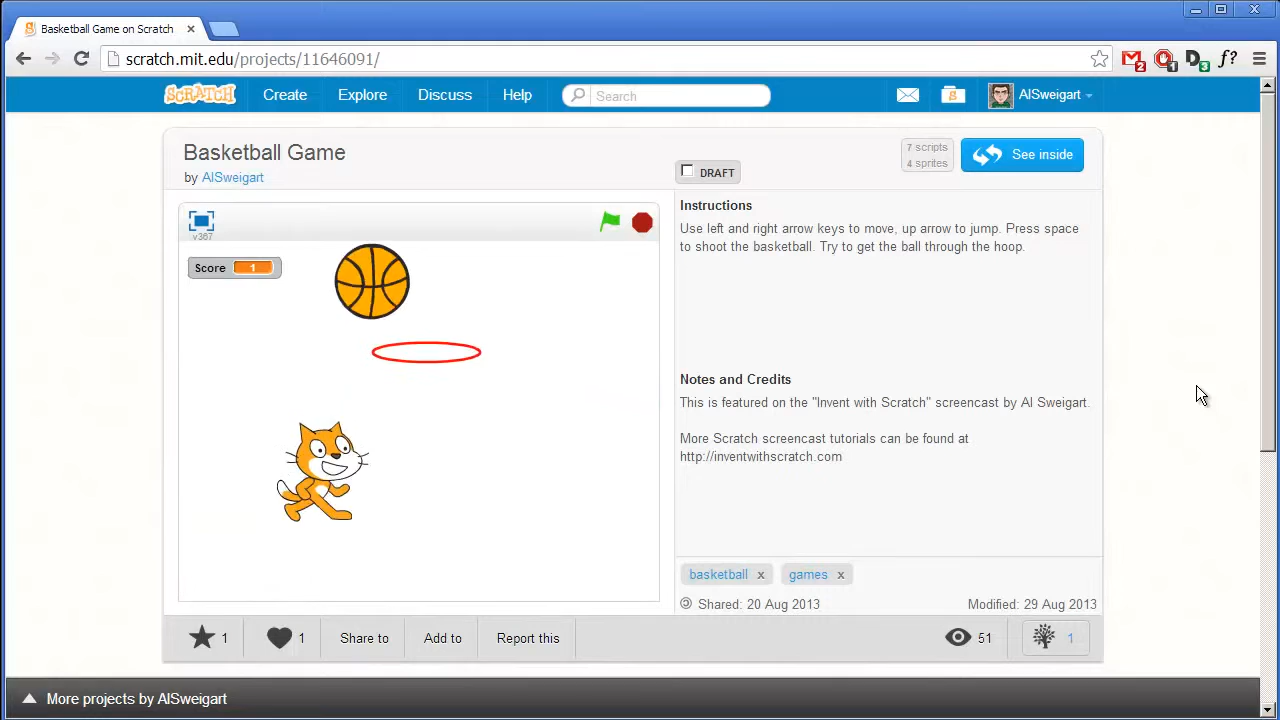 Basketball Game on Scratch
scratch.mit.edu/projects/11646091/
2
1
D
3
f?
SCRATCH
Create
Explore
Discuss
Help
Search
S
AlSweigart
Basketball Game
by AlSweigart
DRAFT
7 scripts
4 sprites
See inside
v367
Score 1
Instructions
Use left and right arrow keys to move, up arrow to jump. Press space
to shoot the basketball. Try to get the ball through the hoop.
Notes and Credits
This is featured on the "Invent with Scratch" screencast by Al Sweigart.
More Scratch screencast tutorials can be found at
http://inventwithscratch.com
basketball x
games x
Shared: 20 Aug 2013
Modified: 29 Aug 2013
1
1
Share to
Add to
Report this
51
1
More projects by AlSweigart